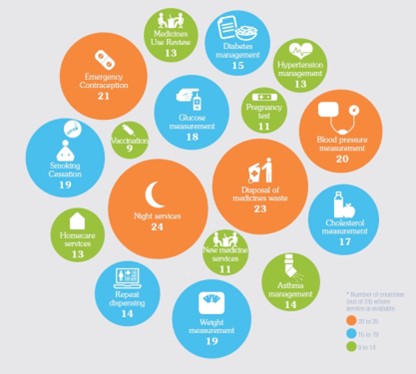 Medicines
Use Review
13
Diabetes
management
15
Hypertension
management
13
Emergency
Contraception
21
Glucose
measurement
18
Pregnancy
test
11
Blood pressure
measurement
20
Vaccination
9
Smoking
Cessation
19
Night services
24
Disposal of
medicines waste
23
Cholesterol
measurement
17
Homecare
services
13
New medicine
services
11
Asthma
management
14
Repeat
dispensing
14
Weight
measurement
19
* Number of countries
(out of 31) where
service is available
20 to 25
15 to 19
9 to 14